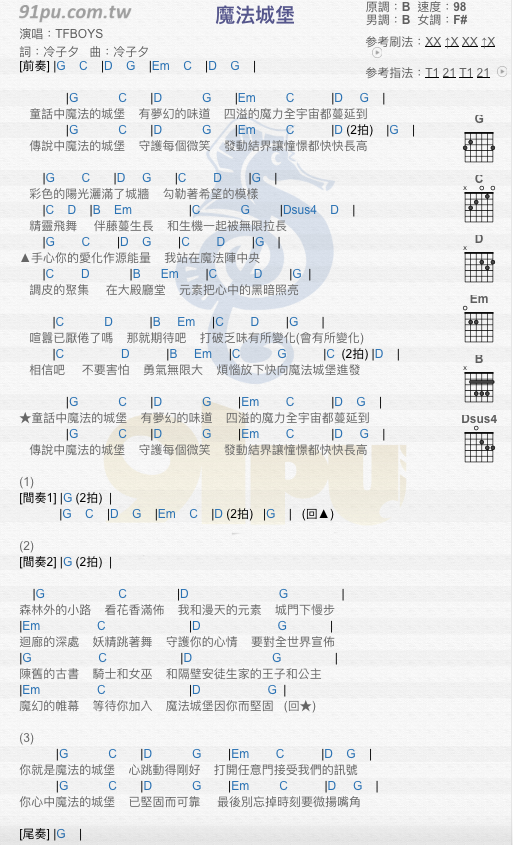 91pu.com.tw
魔法城堡
原調：B 速度：98
男調：B 女調：F#
演唱：TFBOYS
參考刷法：XX ↑X XX ↑X
詞：冷子夕　曲：冷子夕
參考指法：T1 21 T1 21
[前奏] |G C |D G |Em C |D G |
|G C |D G |Em C |D G |
童話中魔法的城堡 有夢幻的味道 四溢的魔力全宇宙都蔓延到
|G C |D G |Em C |D (2拍) |G |
傳說中魔法的城堡 守護每個微笑 發動結界讓憧憬都快快長高
|G C |D G |C D |G |
彩色的陽光灑滿了城牆 勾勒著希望的模樣
|C D |B Em |C G |Dsus4 D |
精靈飛舞 伴藤蔓生長 和生機一起被無限拉長
|G C |D G |C D |G |
▲手心你的愛化作源能量 我站在魔法陣中央
|C D |B Em |C D |G |
調皮的聚集 在大殿廳堂 元素把心中的黑暗照亮
|C D |B Em |C D |G |
喧囂已厭倦了嗎 那就期待吧 打破乏味有所變化(會有所變化)
|C D |B Em |C G |C (2拍) |D |
相信吧 不要害怕 勇氣無限大 煩惱放下快向魔法城堡進發
|G C |D G |Em C |D G |
★童話中魔法的城堡 有夢幻的味道 四溢的魔力全宇宙都蔓延到
|G C |D G |Em C |D G |
傳說中魔法的城堡 守護每個微笑 發動結界讓憧憬都快快長高
(1)
[間奏1] |G (2拍) |
|G C |D G |Em C |D (2拍) |G | (回▲)
(2)
[間奏2] |G (2拍) |
|G C |D G |
森林外的小路 看花香滿佈 我和漫天的元素 城門下慢步
|Em C |D G |
迴廊的深處 妖精跳著舞 守護你的心情 要對全世界宣佈
|G C |D G |
陳舊的古書 騎士和女巫 和隔壁安徒生家的王子和公主
|Em C |D G |
魔幻的帷幕 等待你加入 魔法城堡因你而堅固 (回★)
(3)
|G C |D G |Em C |D G |
你就是魔法的城堡 心跳動得剛好 打開任意門接受我們的訊號
|G C |D G |Em C |D G |
你心中魔法的城堡 已堅固而可靠 最後別忘掉時刻要微揚嘴角
[尾奏] |G |
G
C
x
D
x
Em
B
x
Dsus4
x
91pu